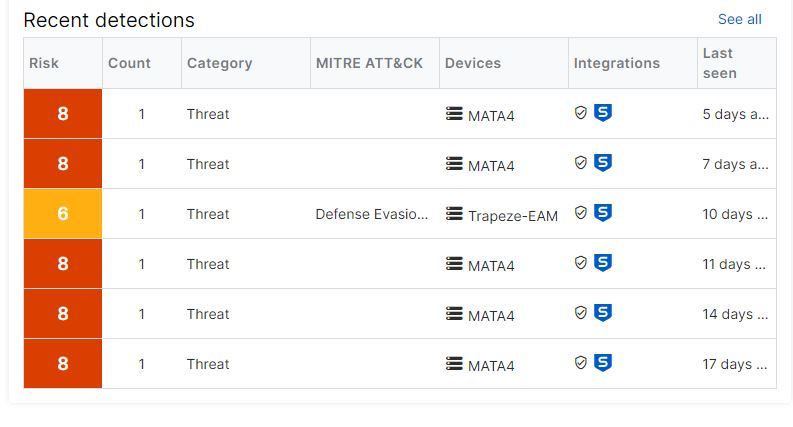 Recent detections See all
Risk Count Category MITRE ATT&CK Devices Integrations Last seen
8 1 Threat MATA4 5 days a...
8 1 Threat MATA4 7 days a...
6 1 Threat Defense Evasio... Trapeze-EAM 10 days ...
8 1 Threat MATA4 11 days ...
8 1 Threat MATA4 14 days ...
8 1 Threat MATA4 17 days ...